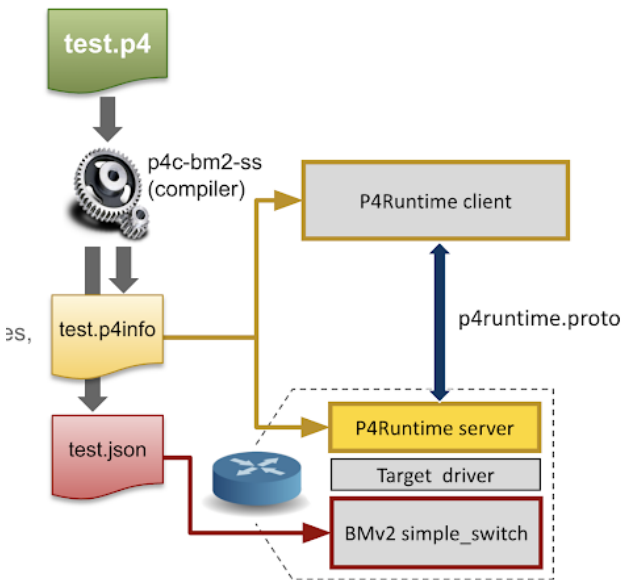 test.p4
p4c-bm2-ss
(compiler)
P4Runtime client
es,
test.p4info
p4runtime.proto
P4Runtime server
test.json
Target driver
BMv2 simple_switch